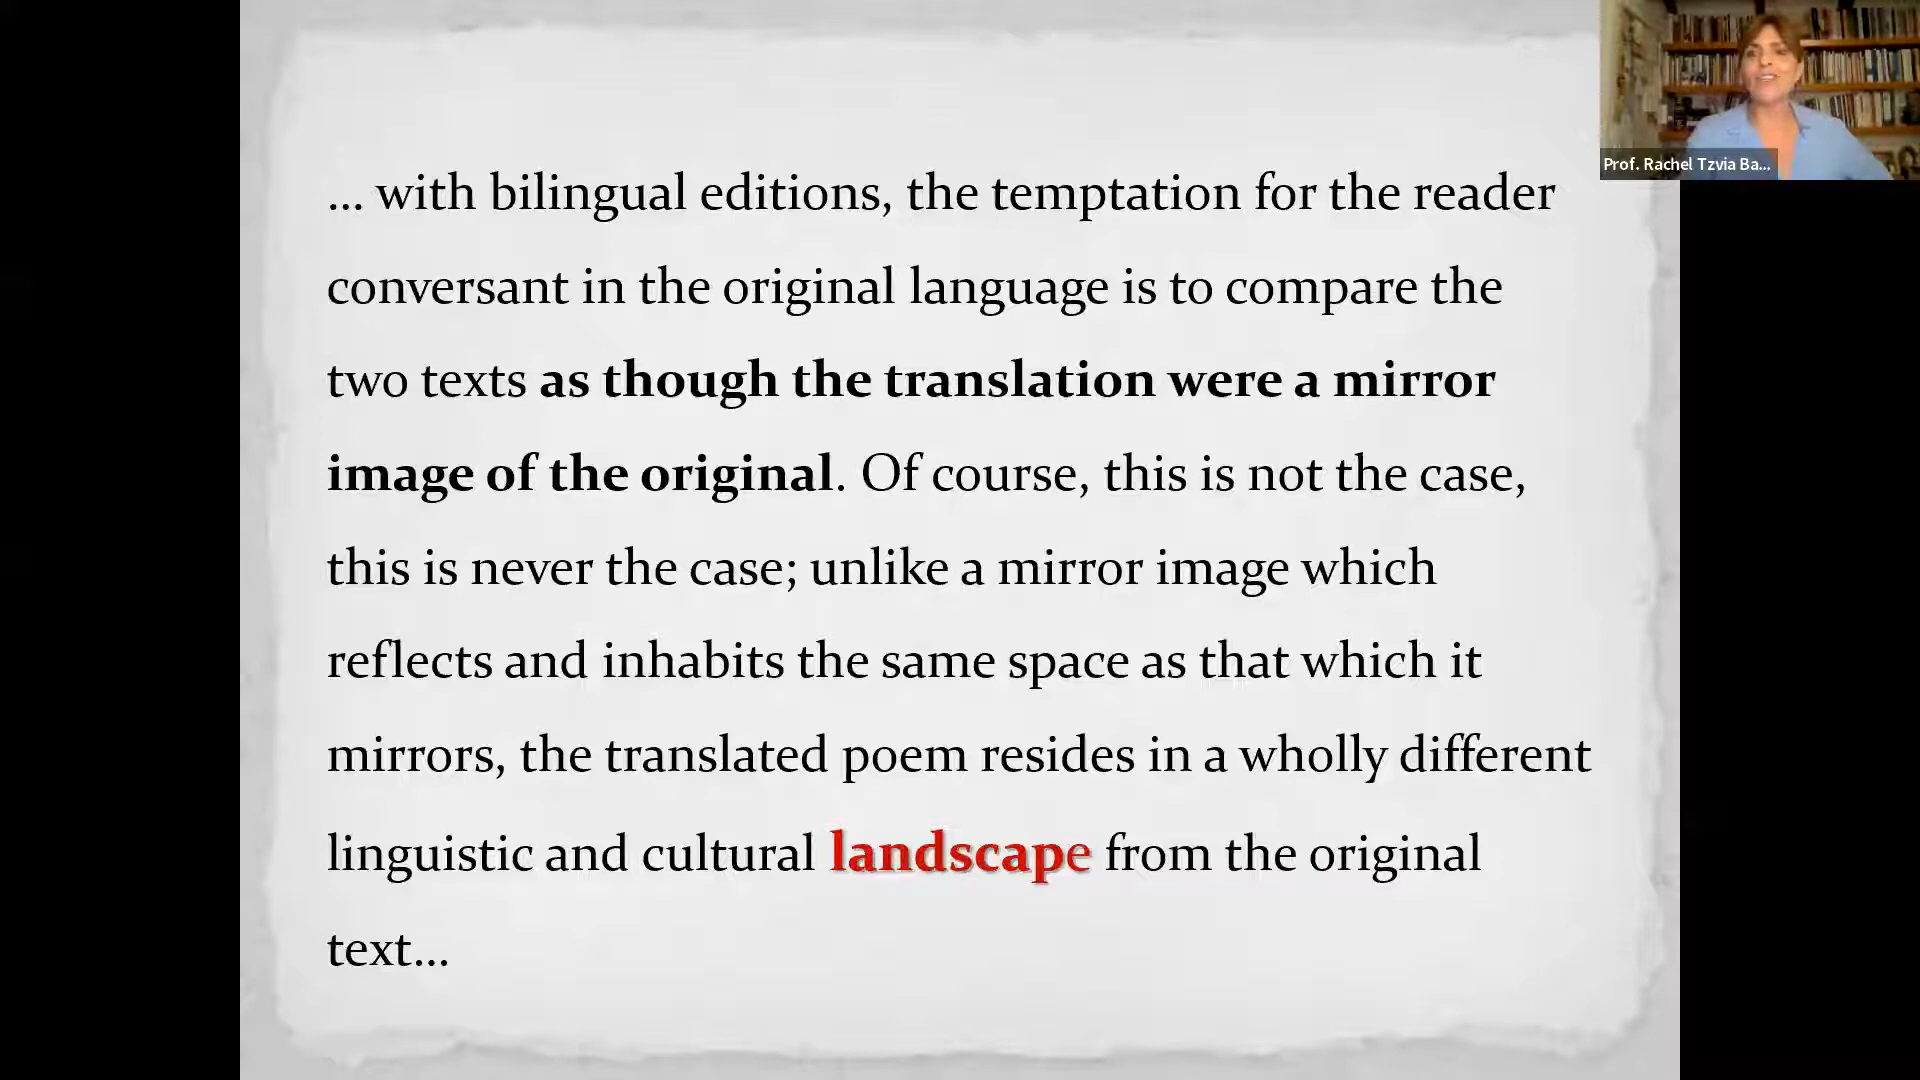 ... with bilingual editions, the temptation for the reader
conversant in the original language is to compare the
two texts as though the translation were a mirror
image of the original. Of course, this is not the case,
this is never the case; unlike a mirror image which
reflects and inhabits the same space as that which it
mirrors, the translated poem resides in a wholly different
linguistic and cultural landscape from the original
text...
Prof. Rachel Tzvia Ba...